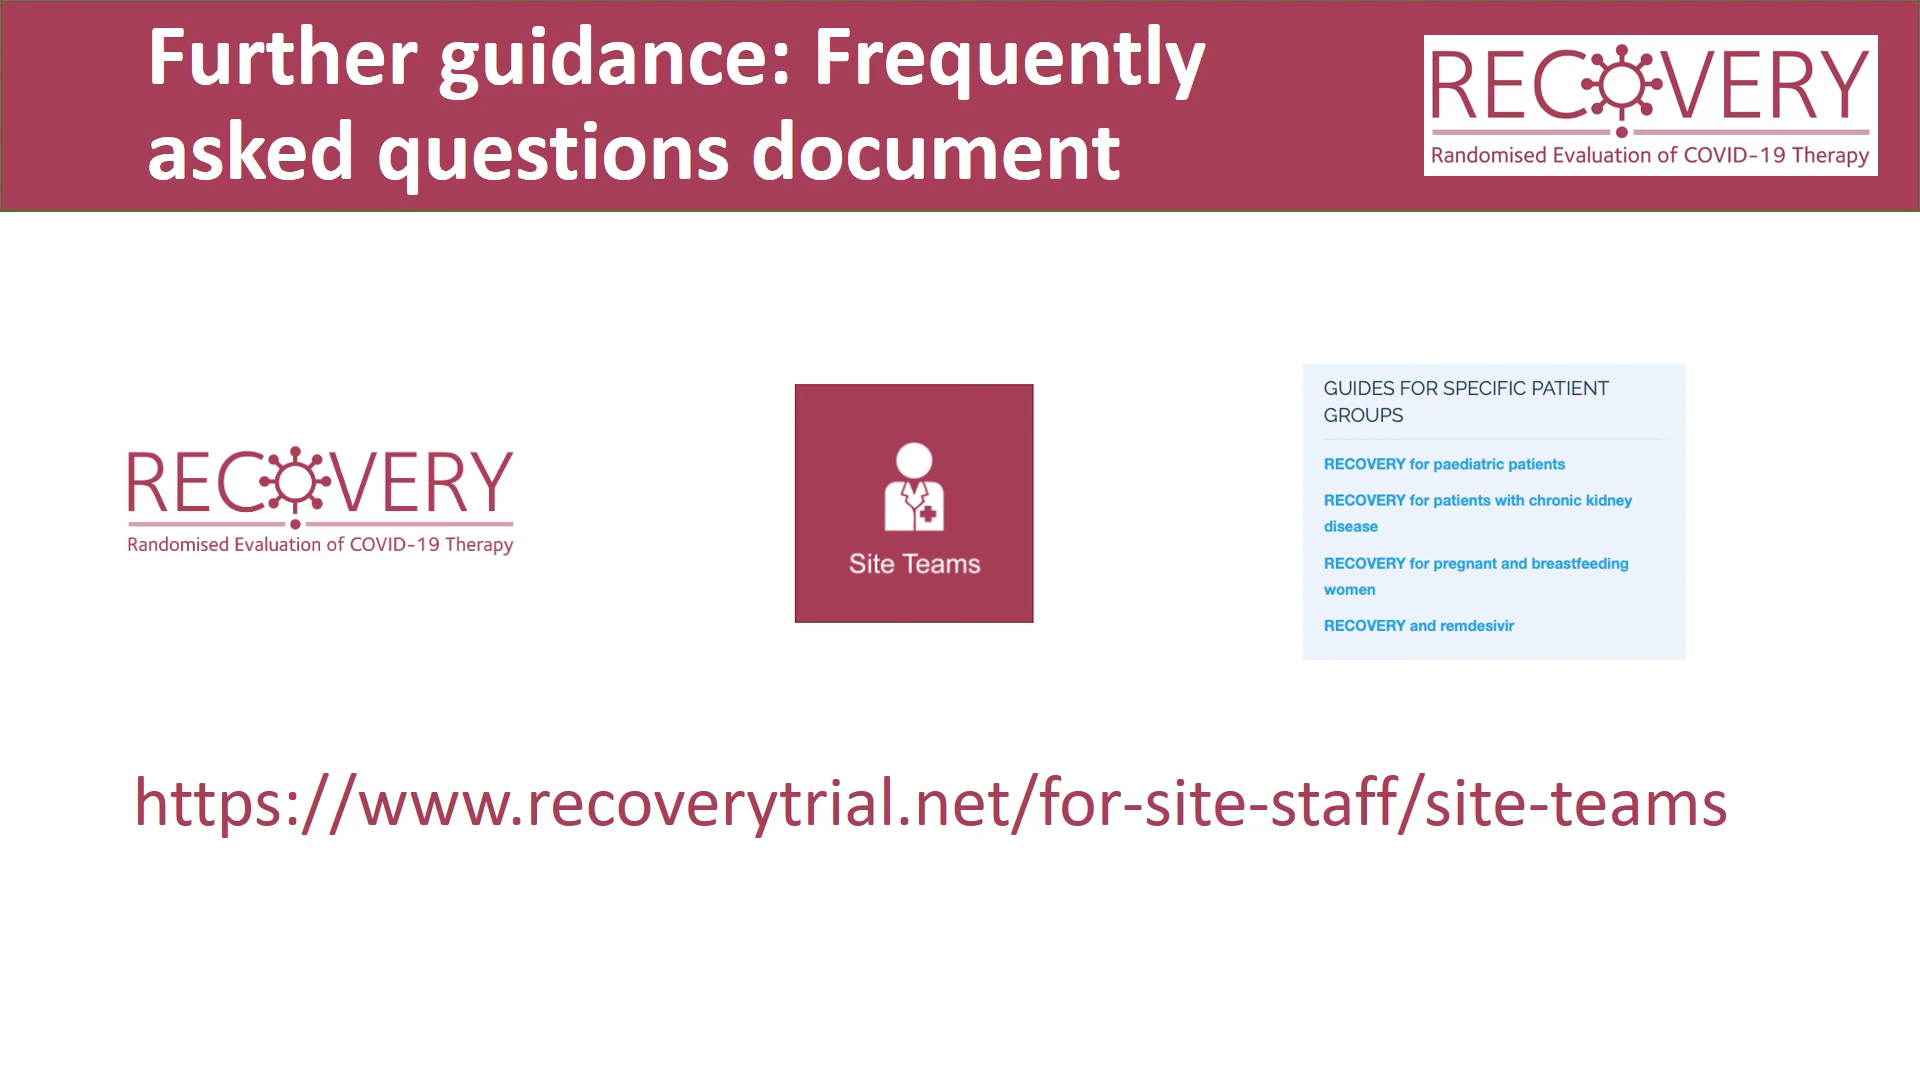 Further guidance: Frequently
asked questions document
RECOVERY
Randomised Evaluation of COVID-19 Therapy
RECOVERY
Randomised Evaluation of COVID-19 Therapy
Site Teams
GUIDES FOR SPECIFIC PATIENT
GROUPS
RECOVERY for paediatric patients
RECOVERY for patients with chronic kidney
disease
RECOVERY for pregnant and breastfeeding
women
RECOVERY and remdesivir
https://www.recoverytrial.net/for-site-staff/site-teams